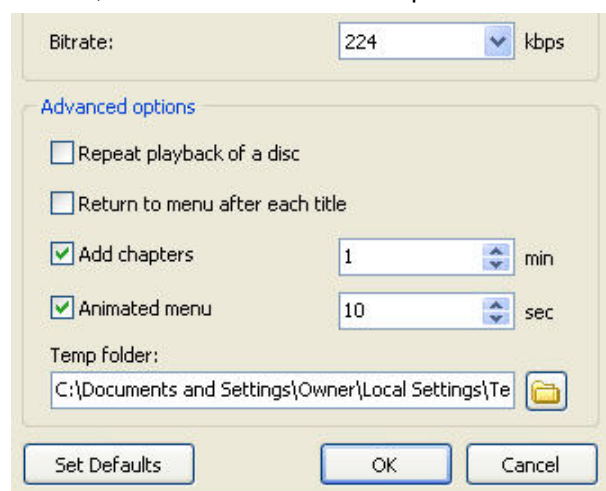 Bitrate: 224 kbps
Advanced options
Repeat playback of a disc
Return to menu after each title
Add chapters 1 min
Animated menu 10 sec
Temp folder:
C:\Documents and Settings\Owner\Local Settings\Te
Set Defaults OK Cancel